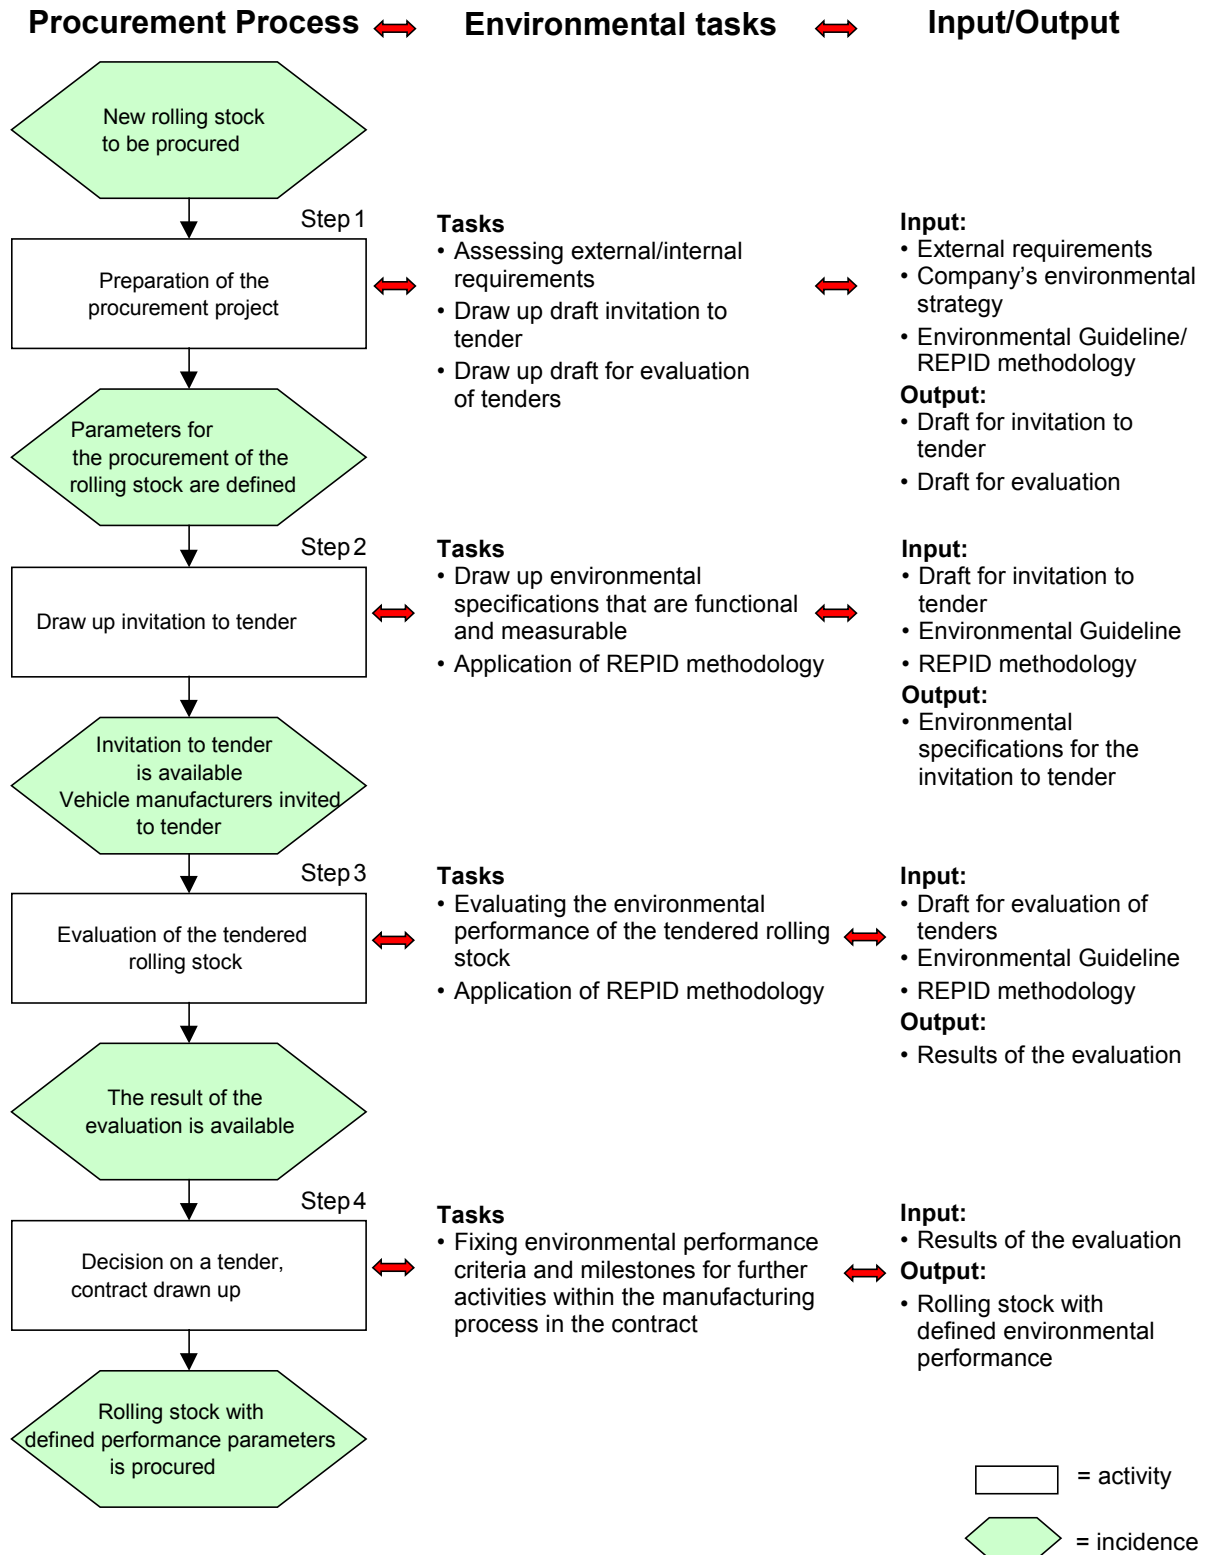 Procurement Process
Environmental tasks
Input/Output
New rolling stock
to be procured
Step 1
Preparation of the
procurement project
Tasks
• Assessing external/internal
requirements
• Draw up draft invitation to
tender
• Draw up draft for evaluation
of tenders
Input:
• External requirements
• Company's environmental
strategy
• Environmental Guideline/
REPID methodology
Output:
• Draft for invitation to
tender
• Draft for evaluation
Parameters for
the procurement of the
rolling stock are defined
Step 2
Draw up invitation to tender
Tasks
• Draw up environmental
specifications that are functional
and measurable
• Application of REPID methodology
Input:
• Draft for invitation to
tender
• Environmental Guideline
• REPID methodology
Output:
• Environmental
specifications for the
invitation to tender
Invitation to tender
is available
Vehicle manufacturers invited
to tender
Step 3
Evaluation of the tendered
rolling stock
Tasks
• Evaluating the environmental
performance of the tendered rolling
stock
• Application of REPID methodology
Input:
• Draft for evaluation of
tenders
• Environmental Guideline
• REPID methodology
Output:
• Results of the evaluation
The result of the
evaluation is available
Step 4
Decision on a tender,
contract drawn up
Tasks
• Fixing environmental performance
criteria and milestones for further
activities within the manufacturing
process in the contract
Input:
• Results of the evaluation
Output:
• Rolling stock with
defined environmental
performance
Rolling stock with
defined performance parameters
is procured
= activity
= incidence